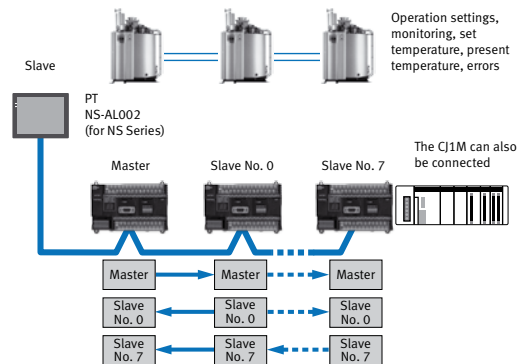 Operation settings,
monitoring, set
temperature, present
temperature, errors
Slave
PT
NS-AL002
(for NS Series)
The CJ1M can also
be connected
Master
Slave No. 0
Slave No. 7
Master
Master
Master
Slave
No. 0
Slave
No. 0
Slave
No. 0
Slave
No. 7
Slave
No. 7
Slave
No. 7